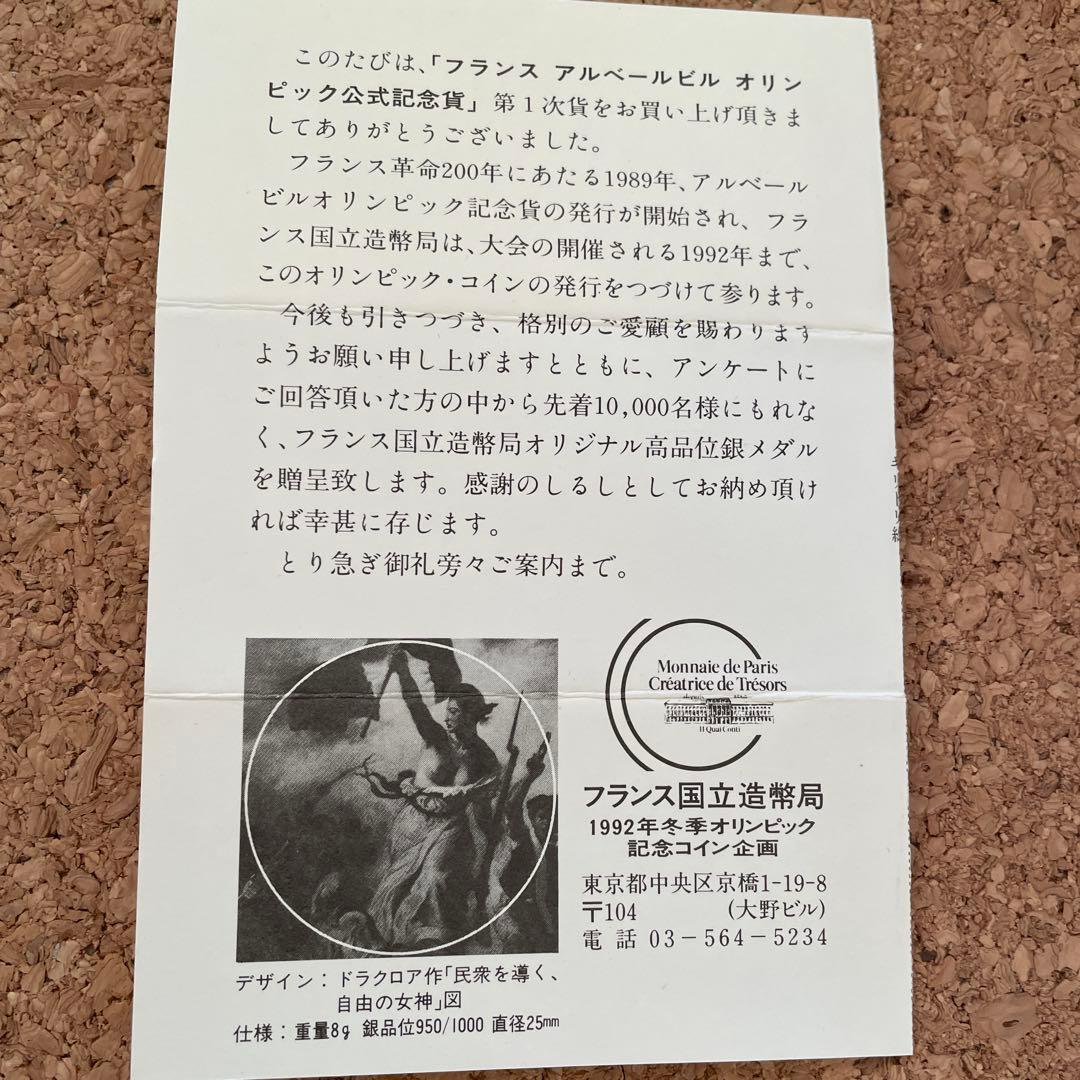 このたびは、「フランス アルベールビル オリン
ピック公式記念貨」第1次貨をお買い上げ頂きま
してありがとうございました。
フランス革命200年にあたる1989年、アルベール
ビルオリンピック記念貨の発行が開始され、フラ
ンス国立造幣局は、大会の開催される1992年まで、
このオリンピック・コインの発行をつづけて参ります。
今後も引きつづき、格別のご愛顧を賜わります
ようお願い申し上げますとともに、アンケートに
ご回答頂いた方の中から先着10,000名様にもれな
く、フランス国立造幣局オリジナル高品位銀メダル
を贈呈致します。感謝のしるしとしてお納め頂け
れば幸甚に存じます。
とり急ぎ御礼旁々ご案内まで。
Monnaie de Paris
Créatrice de Trésors
depuis
11 Quai Conti
フランス国立造幣局
1992年冬季オリンピック
記念コイン企画
東京都中央区京橋1-19-8
〒104 (大野ビル)
電話 03-564-5234
デザイン：ドラクロア作「民衆を導く、
自由の女神」図
仕様：重量8g 銀品位950/1000 直径25mm